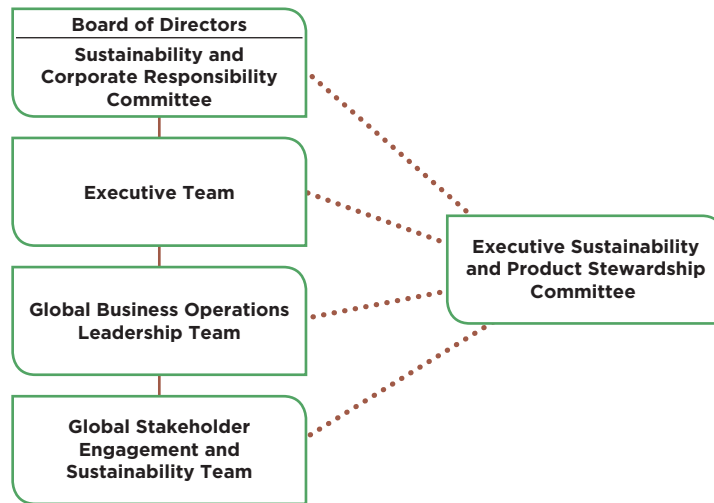 Board of Directors
Sustainability and
Corporate Responsibility
Committee
Executive Team
Global Business Operations
Leadership Team
Global Stakeholder
Engagement and
Sustainability Team
Executive Sustainability
and Product Stewardship
Committee